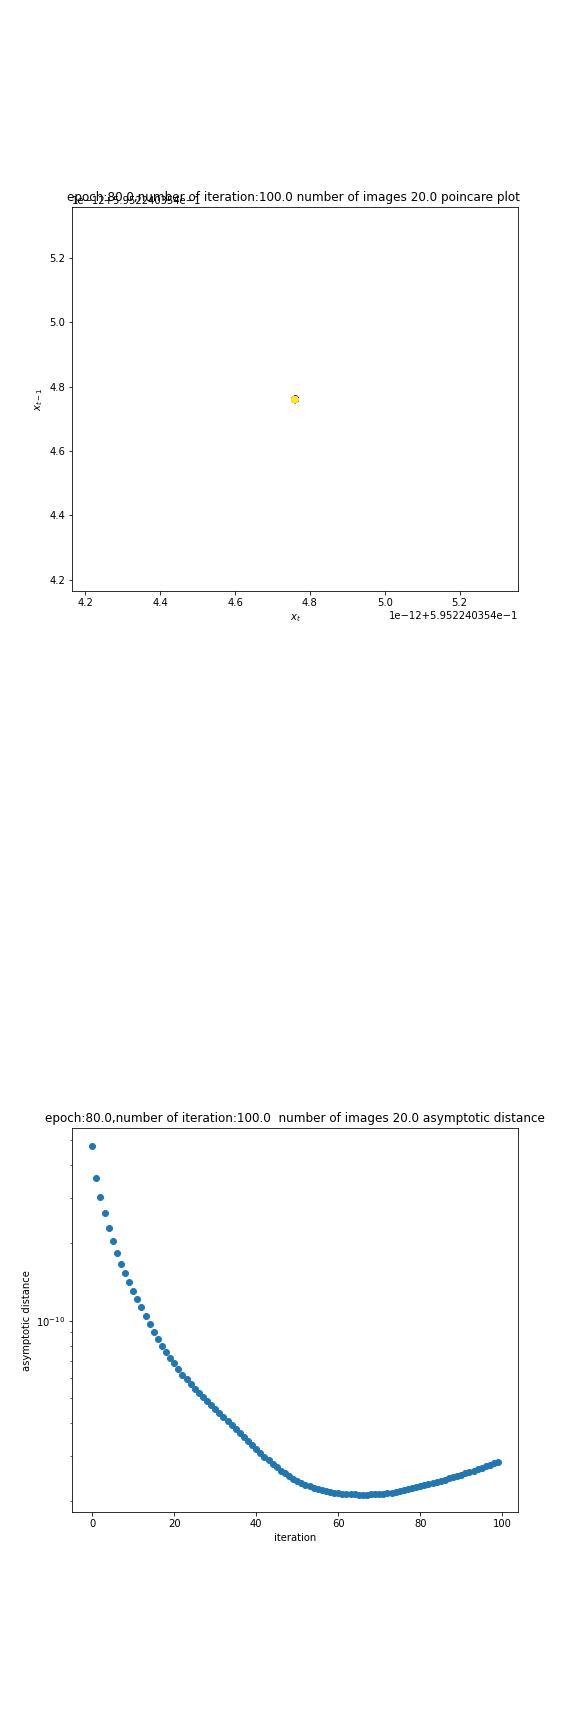 epoch:80.0,number of iteration:100.0 number of images 20.0 poincare plot
1e−12+5.952240354e−1
5.2
5.0
4.8
4.6
4.4
4.2
x_{t−1}
4.2 4.4 4.6 4.8 5.0 5.2
x_t
1e−12+5.952240354e−1
epoch:80.0,number of iteration:100.0  number of images 20.0 asymptotic distance
10^{−10}
asymptotic distance
0 20 40 60 80 100
iteration